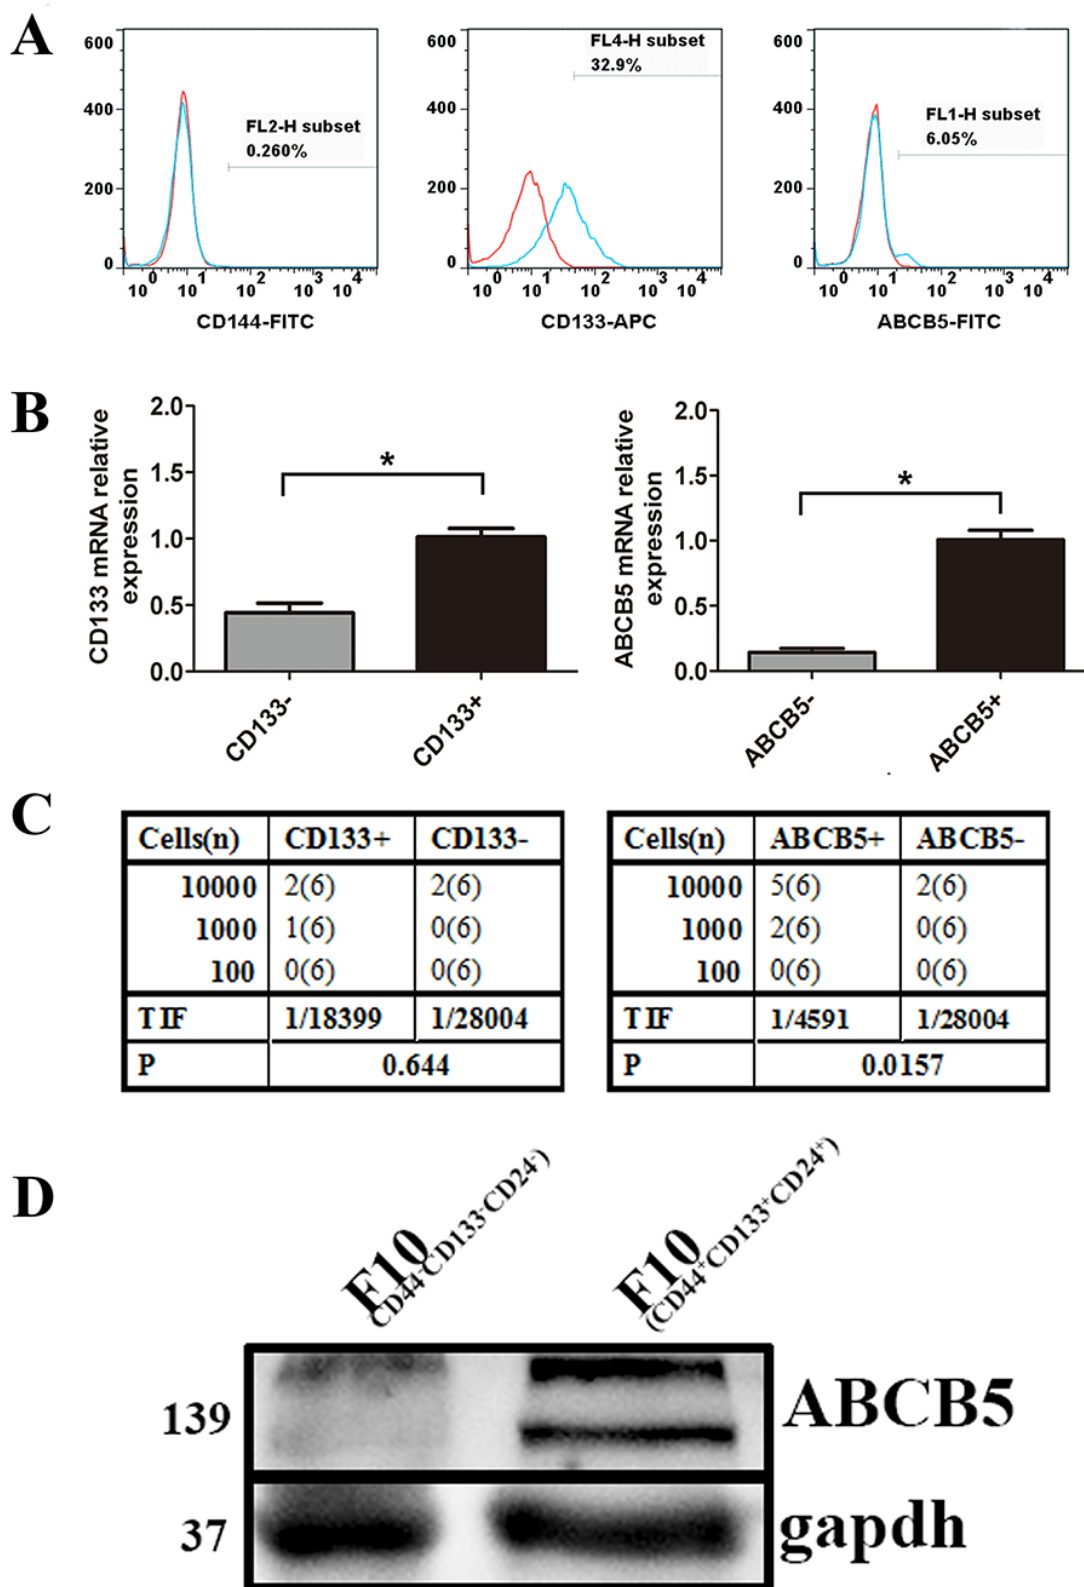 A
600
400
200
0
FL2-H subset
0.260%
10^0 10^1 10^2 10^3 10^4
CD144-FITC
600
400
200
0
FL4-H subset
32.9%
10^0 10^1 10^2 10^3 10^4
CD133-APC
600
400
200
0
FL1-H subset
6.05%
10^0 10^1 10^2 10^3 10^4
ABCB5-FITC
B
CD133 mRNA relative
expression
2.0
1.5
1.0
0.5
0.0
*
CD133-
CD133+
ABCB5 mRNA relative
expression
2.0
1.5
1.0
0.5
0.0
*
ABCB5-
ABCB5+
C
Cells(n) CD133+ CD133-
10000 2(6) 2(6)
1000 1(6) 0(6)
100 0(6) 0(6)
TIF 1/18399 1/28004
P 0.644
Cells(n) ABCB5+ ABCB5-
10000 5(6) 2(6)
1000 2(6) 0(6)
100 0(6) 0(6)
TIF 1/4591 1/28004
P 0.0157
D
F10
CD44-CD133-CD24-)
F10
(CD44+CD133+CD24+)
139
ABCB5
37
gapdh